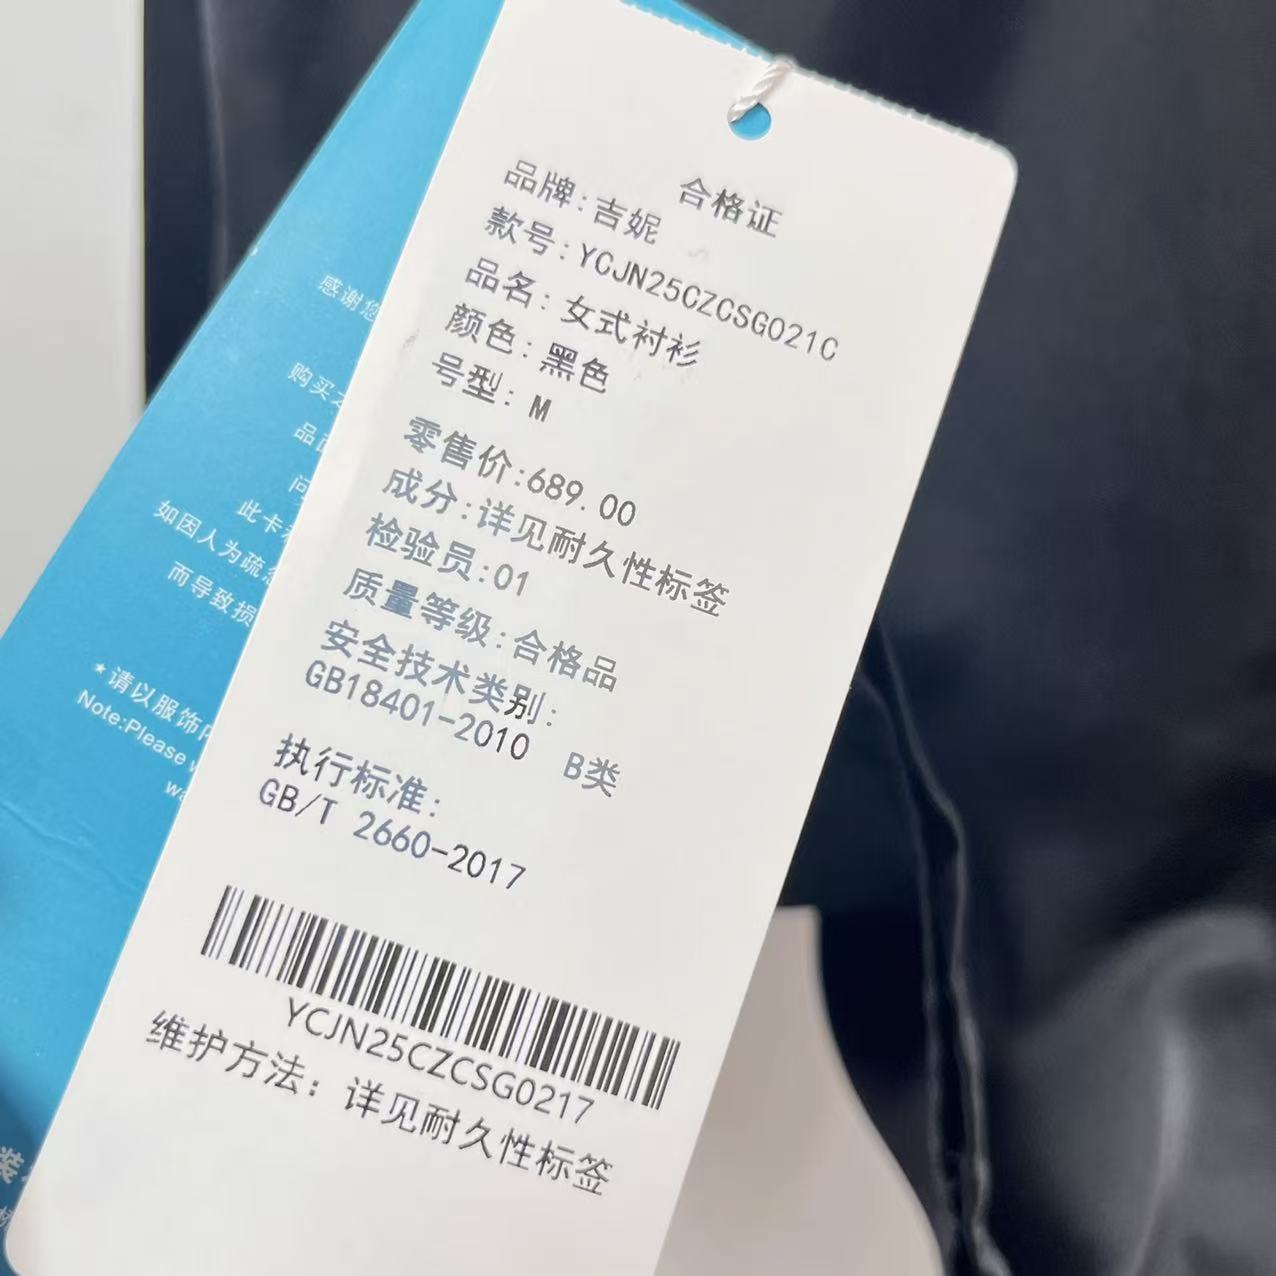 合格证
品牌:吉妮
款号:YCJN25CZCSG021C
品名:女式衬衫
颜色:黑色
号型:M
零售价:689.00
成分:详见耐久性标签
检验员:01
质量等级:合格品
安全技术类别:
GB18401-2010 B类
执行标准:
GB/T 2660-2017
YCJN25CZCSG0217
维护方法：详见耐久性标签
感谢您
购买
品
问
此卡
如因人为疏忽
而导致损
*请以服饰内
Note:Please
装